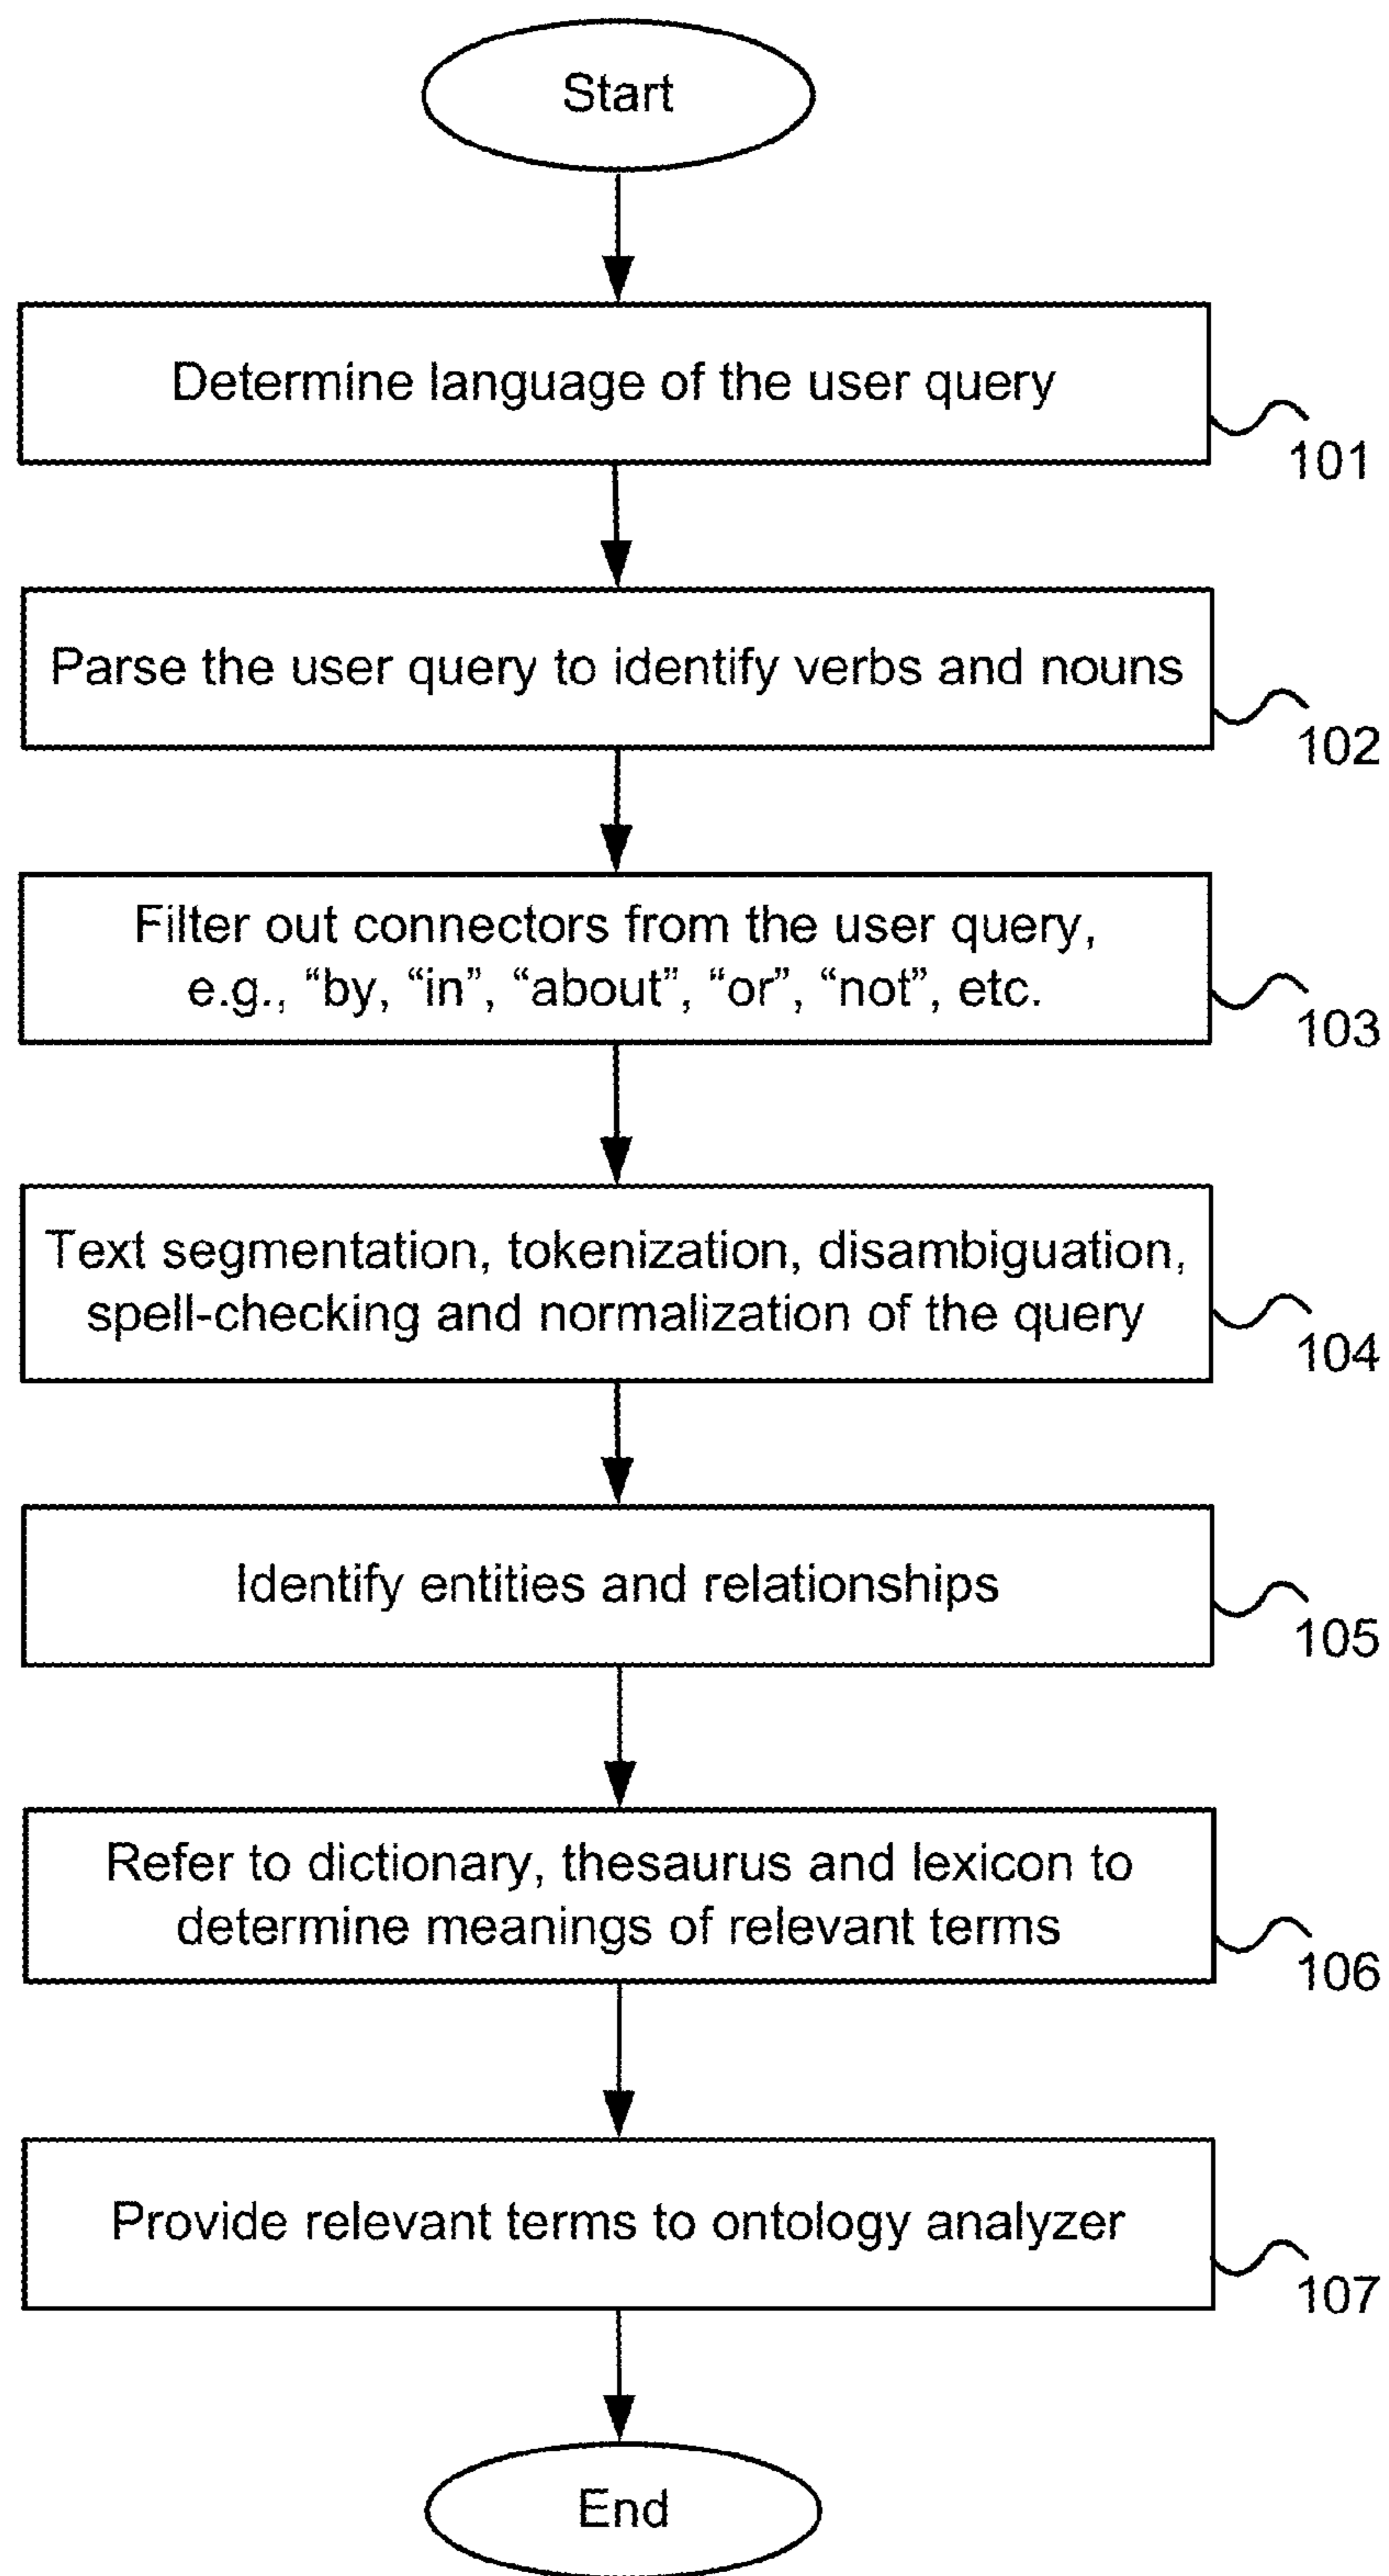 Start
Determine language of the user query
101
Parse the user query to identify verbs and nouns
102
Filter out connectors from the user query,
e.g., “by, “in”, “about”, “or”, “not”, etc.
103
Text segmentation, tokenization, disambiguation,
spell-checking and normalization of the query
104
Identify entities and relationships
105
Refer to dictionary, thesaurus and lexicon to
determine meanings of relevant terms
106
Provide relevant terms to ontology analyzer
107
End